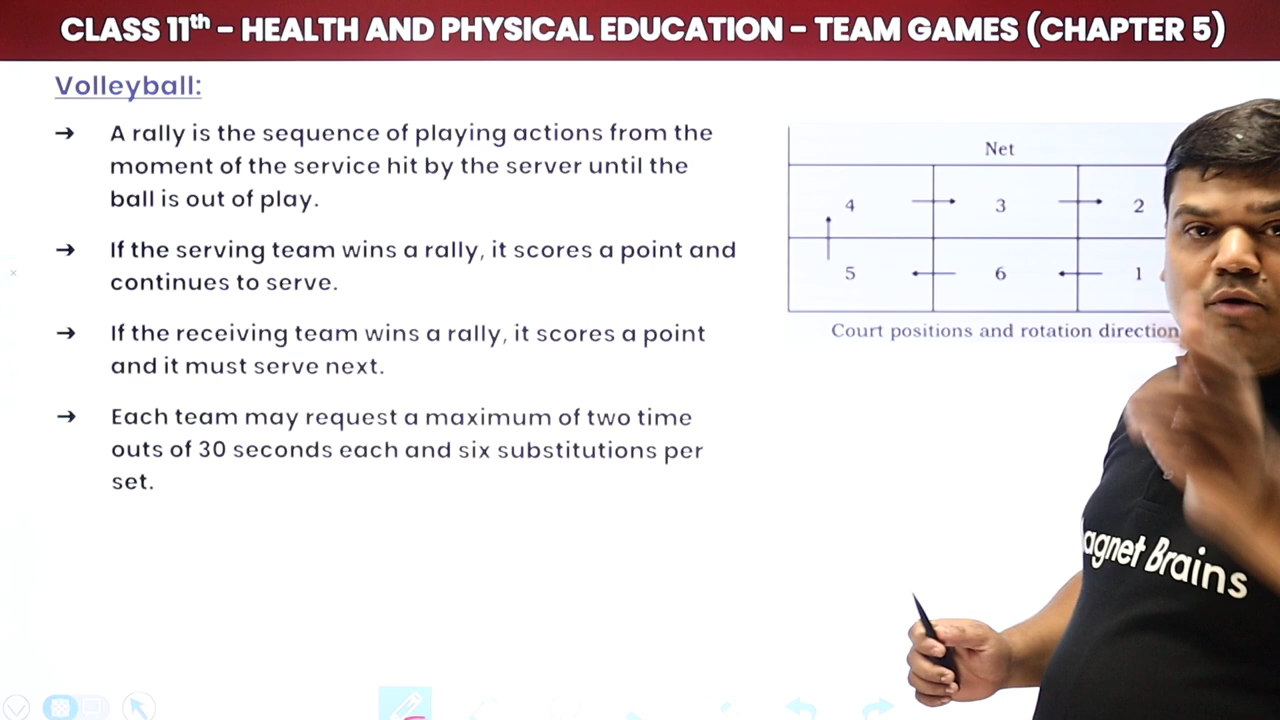 CLASS 11th - HEALTH AND PHYSICAL EDUCATION - TEAM GAMES (CHAPTER 5)
Volleyball:
→ A rally is the sequence of playing actions from the
moment of the service hit by the server until the
ball is out of play.
→ If the serving team wins a rally, it scores a point and
continues to serve.
→ If the receiving team wins a rally, it scores a point
and it must serve next.
→ Each team may request a maximum of two time
outs of 30 seconds each and six substitutions per
set.
Net
4 3 2
5 6 1
Court positions and rotation direction
agnet Brains